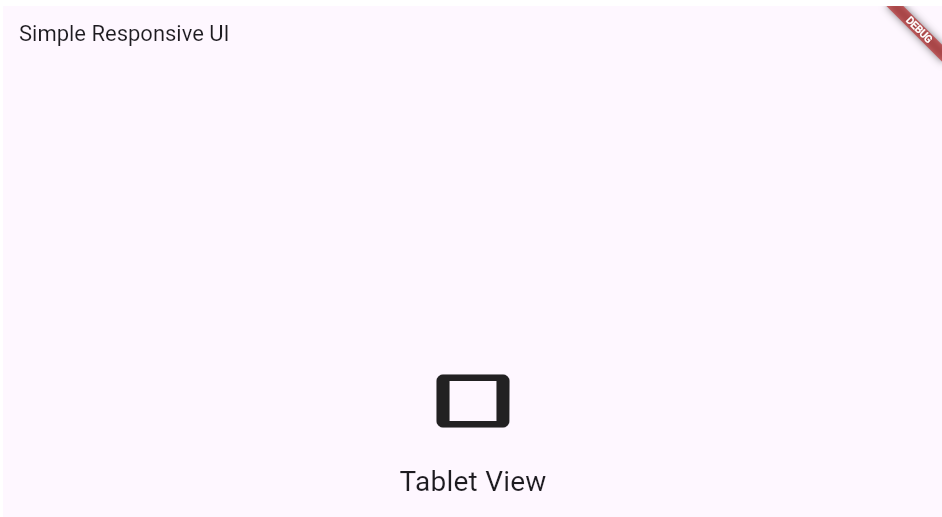 Simple Responsive UI
DEBUG
Tablet View